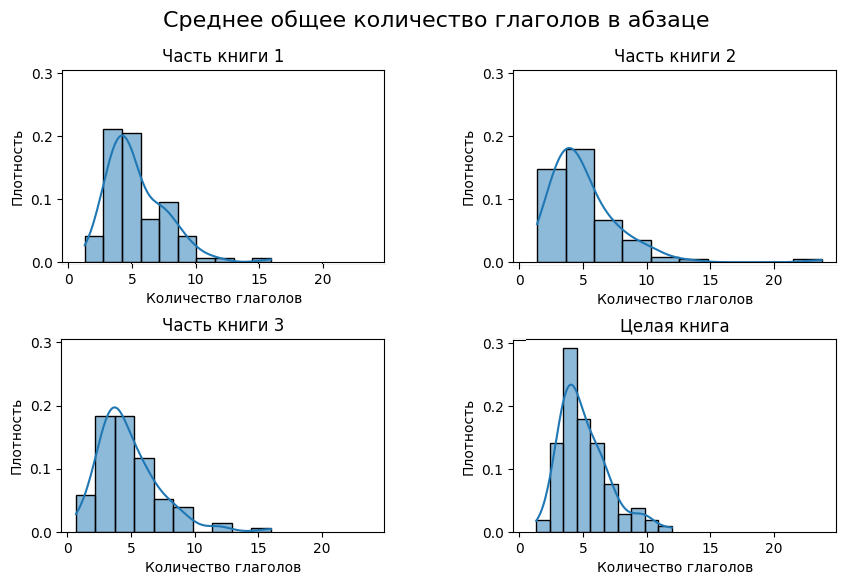 Среднее общее количество глаголов в абзаце
Часть книги 1
0.3
0.2
0.1
0.0
Плотность
0 5 10 15 20
Количество глаголов
Часть книги 2
0.3
0.2
0.1
0.0
Плотность
0 5 10 15 20
Количество глаголов
Часть книги 3
0.3
0.2
0.1
0.0
Плотность
0 5 10 15 20
Количество глаголов
Целая книга
0.3
0.2
0.1
0.0
Плотность
0 5 10 15 20
Количество глаголов